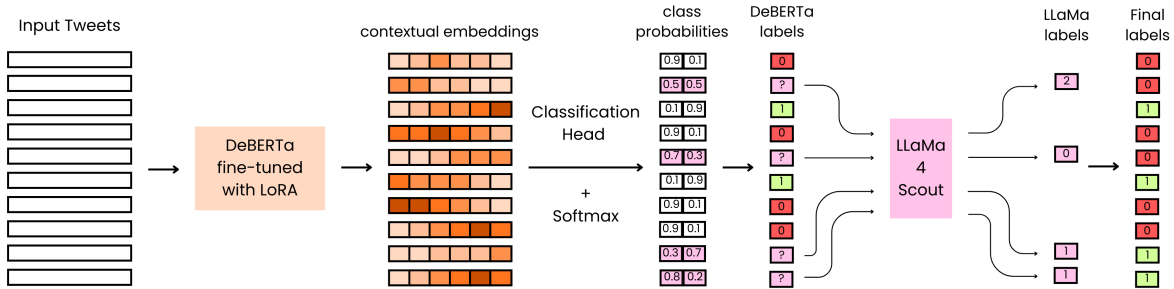 Input Tweets
DeBERTa
fine-tuned
with LoRA
contextual embeddings
Classification
Head
+
Softmax
class
probabilities
0.9 0.1
0.5 0.5
0.1 0.9
0.9 0.1
0.7 0.3
0.1 0.9
0.9 0.1
0.9 0.1
0.3 0.7
0.8 0.2
DeBERTa
labels
0
?
1
0
?
1
0
0
?
?
LLaMa
4
Scout
LLaMa
labels
2
0
1
1
Final
labels
0
0
1
0
0
1
0
0
1
1